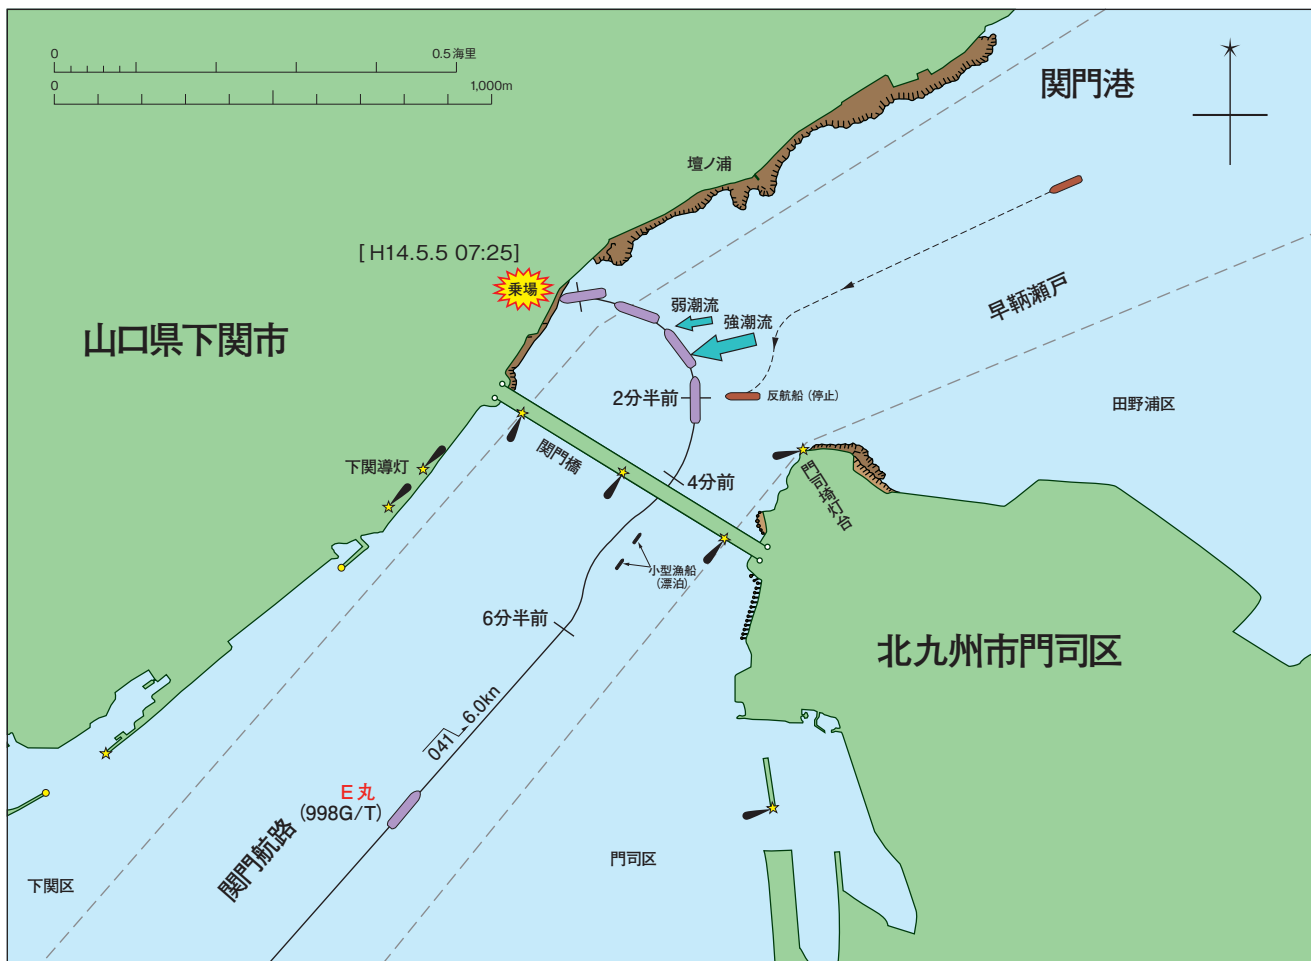 0
0.5海里
0
1,000m
関門港
壇ノ浦
[H14.5.5 07:25]
乗揚
弱潮流
強潮流
早鞆瀬戸
山口県下関市
2分半前
反航船(停止)
田野浦区
関門橋
下関導灯
4分前
門司埼灯台
小型漁船
(漂泊)
6分半前
北九州市門司区
041 6.0kn
E丸
(998G/T)
関門航路
門司区
下関区